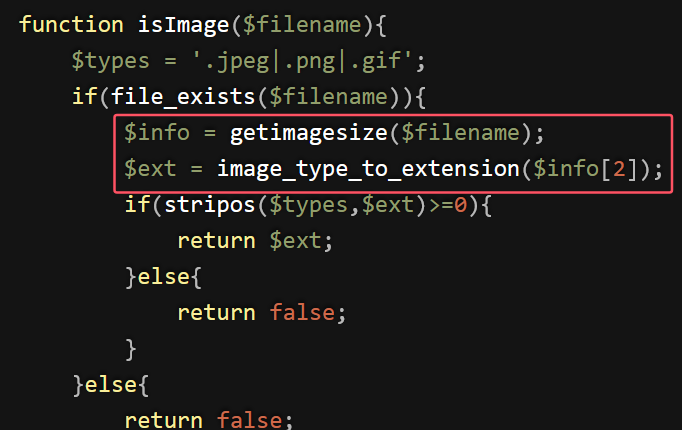 function isImage($filename){
    $types = '.jpeg|.png|.gif';
    if(file_exists($filename)){
        $info = getimagesize($filename);
        $ext = image_type_to_extension($info[2]);
        if(stripos($types,$ext)>=0){
            return $ext;
        }else{
            return false;
        }
    }else{
        return false;